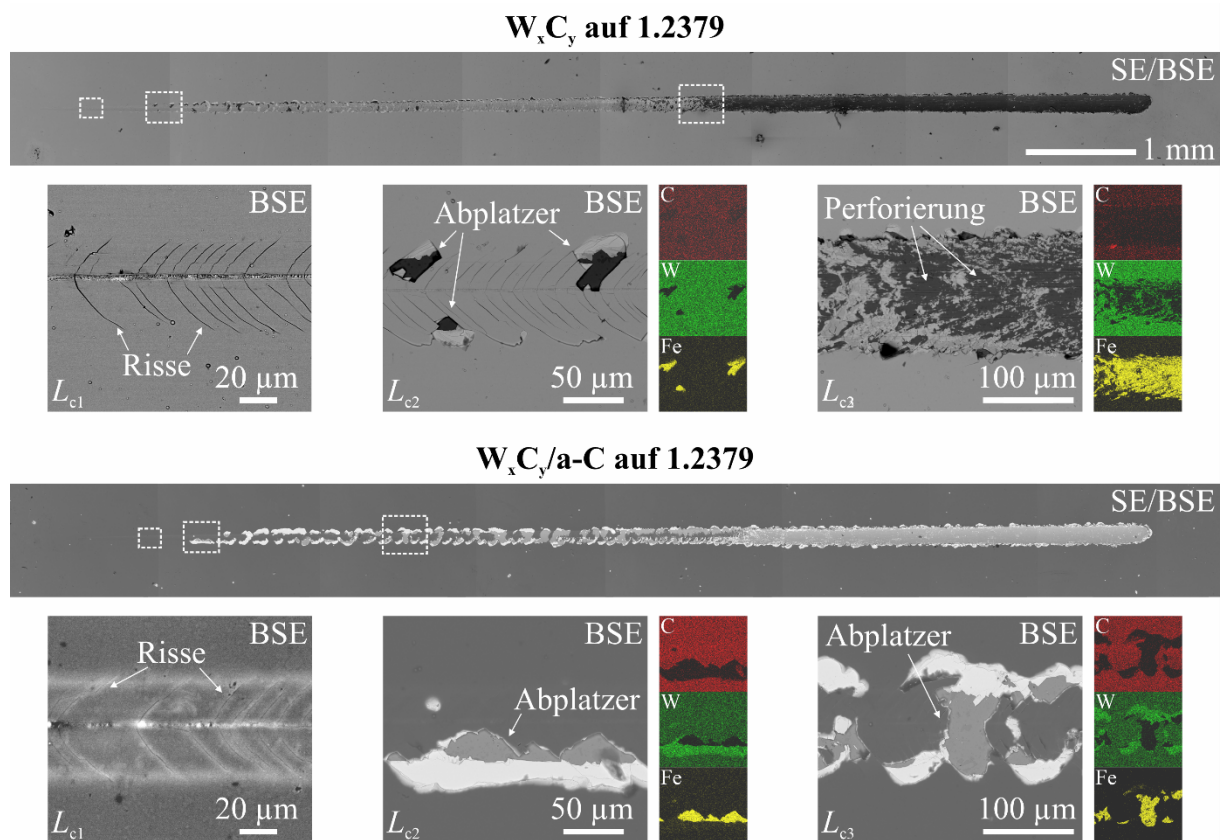 WₓCᵧ auf 1.2379
SE/BSE
1 mm
BSE
Risse
20 µm
Lc1
BSE
Abplatzer
50 µm
Lc2
C
W
Fe
BSE
Perforierung
100 µm
Lc3
C
W
Fe
WₓCᵧ/a-C auf 1.2379
SE/BSE
BSE
Risse
20 µm
Lc1
BSE
Abplatzer
50 µm
Lc2
C
W
Fe
BSE
Abplatzer
100 µm
Lc3
C
W
Fe